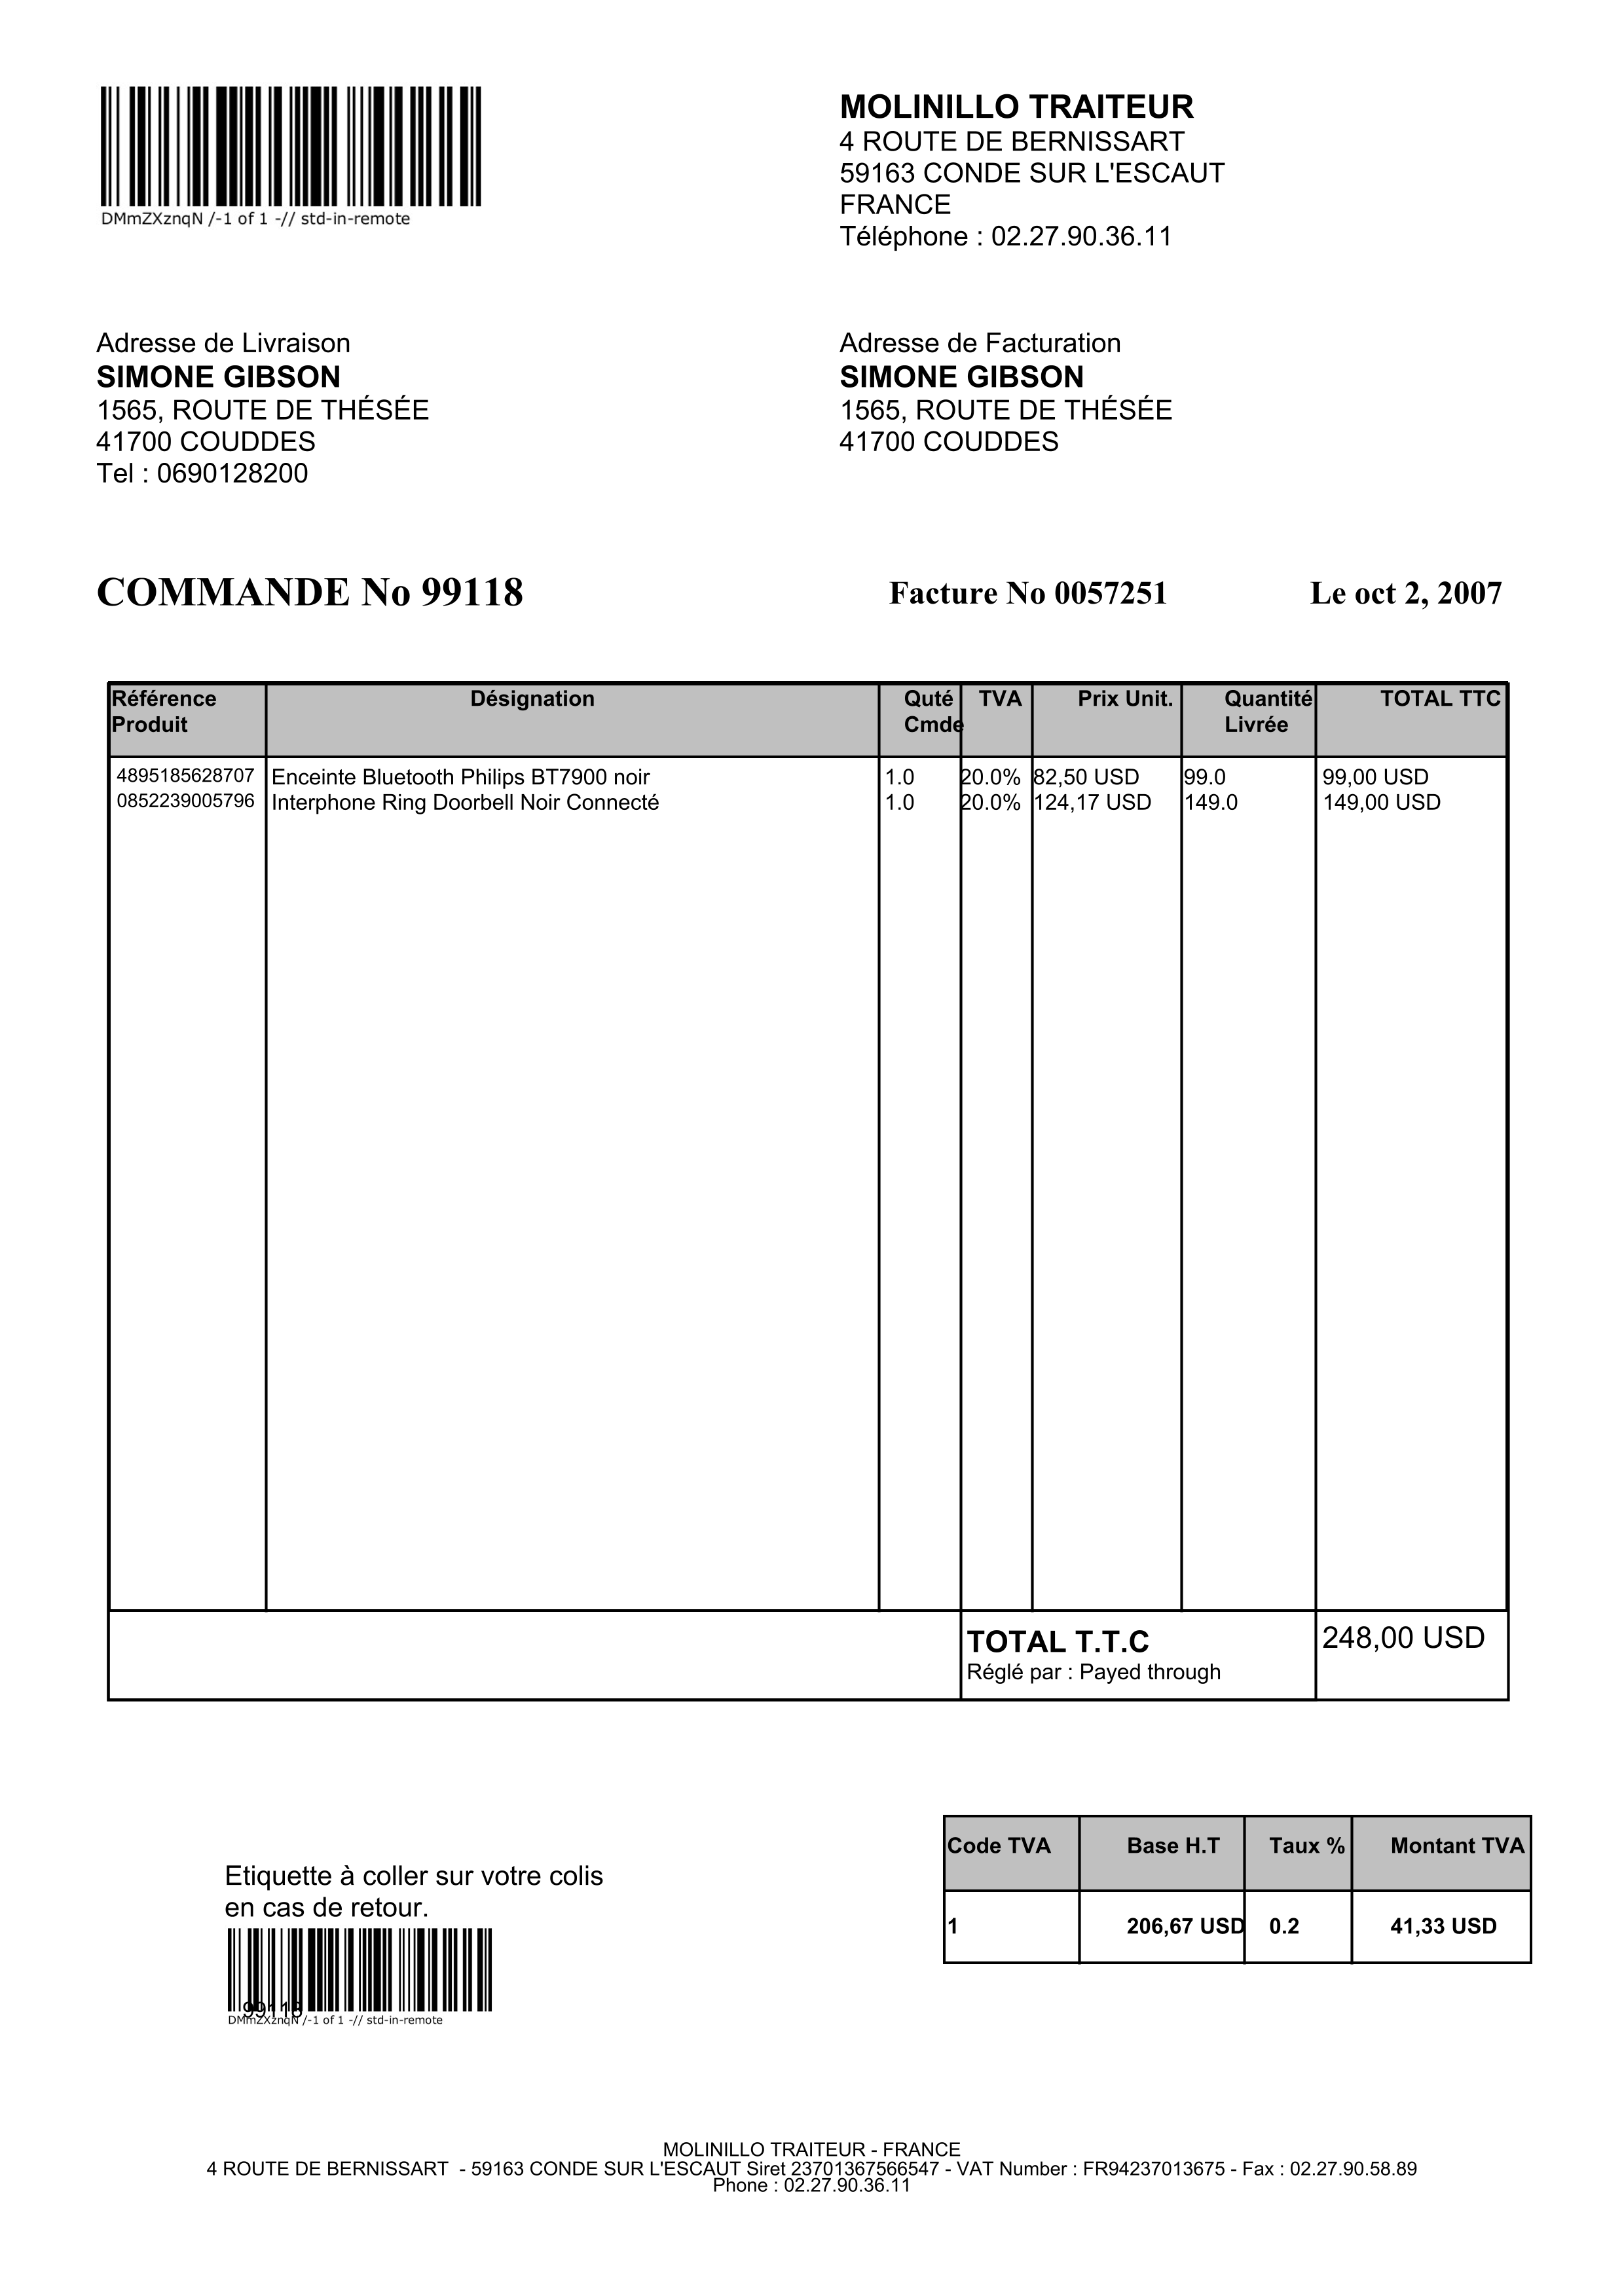 DMmZXznqN /-1 of 1 -// std-in-remote
MOLINILLO TRAITEUR
4 ROUTE DE BERNISSART
59163 CONDE SUR L'ESCAUT
FRANCE
Téléphone : 02.27.90.36.11
Adresse de Livraison
SIMONE GIBSON
1565, ROUTE DE THÉSÉE
41700 COUDDES
Tel : 0690128200
Adresse de Facturation
SIMONE GIBSON
1565, ROUTE DE THÉSÉE
41700 COUDDES
COMMANDE No 99118 Facture No 0057251 Le oct 2, 2007
Référence Produit Désignation Quté Cmde TVA Prix Unit. Quantité Livrée TOTAL TTC
4895185628707 Enceinte Bluetooth Philips BT7900 noir 1.0 20.0% 82,50 USD 99.0 99,00 USD
0852239005796 Interphone Ring Doorbell Noir Connecté 1.0 20.0% 124,17 USD 149.0 149,00 USD
TOTAL T.T.C 248,00 USD
Réglé par : Payed through
Code TVA Base H.T Taux % Montant TVA
1 206,67 USD 0.2 41,33 USD
Etiquette à coller sur votre colis
en cas de retour.
99118
DMmZXznqN /-1 of 1 -// std-in-remote
MOLINILLO TRAITEUR - FRANCE
4 ROUTE DE BERNISSART - 59163 CONDE SUR L'ESCAUT Siret 23701367566547 - VAT Number : FR94237013675 - Fax : 02.27.90.58.89
Phone : 02.27.90.36.11